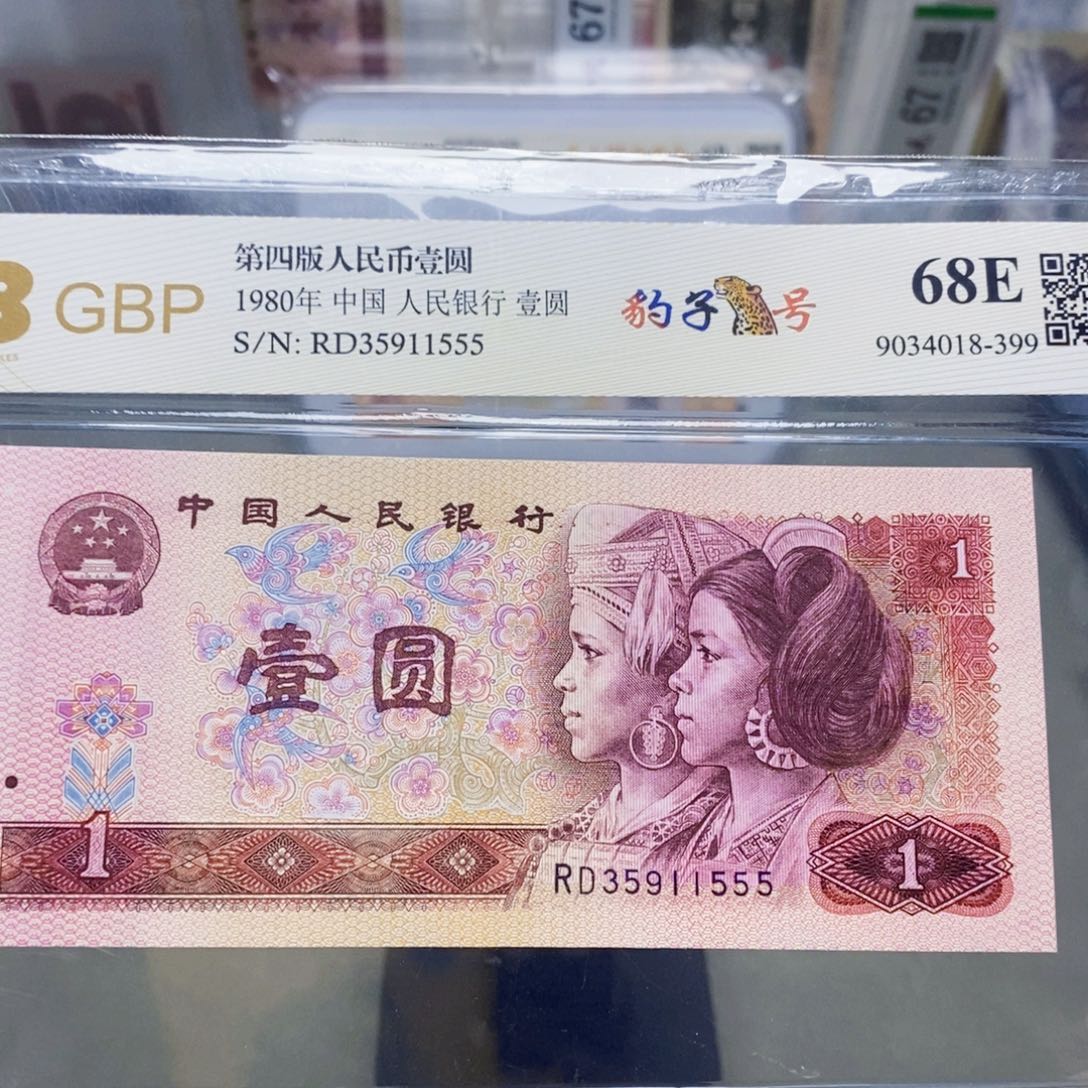 67
67
GBP
第四版人民币壹圆
1980年 中国 人民银行 壹圆
S/N: RD35911555
豹子号
68E
9034018-399
中国人民银行
1
壹圆
1
RD35911555
1